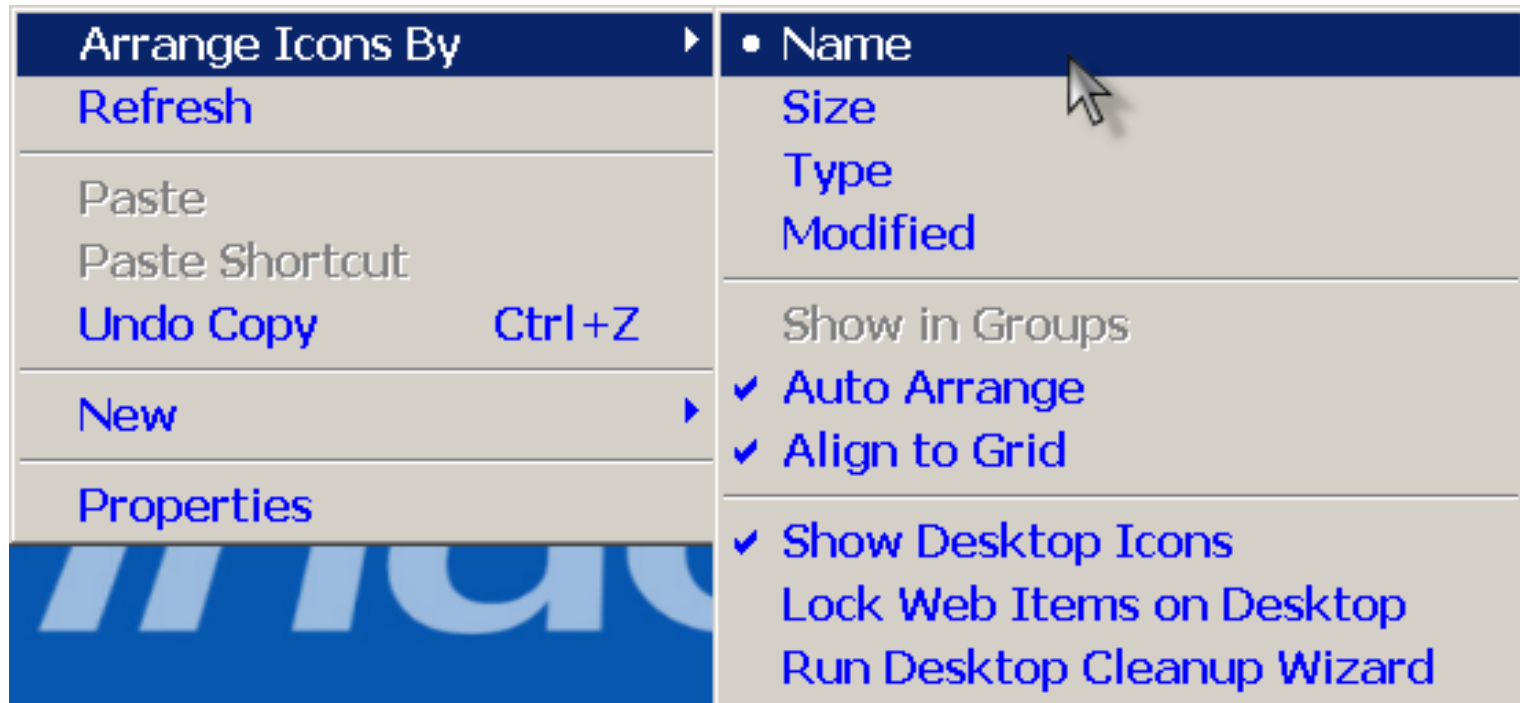 Arrange Icons By
Refresh
Paste
Paste Shortcut
Undo Copy Ctrl+Z
New
Properties
Name
Size
Type
Modified
Show in Groups
Auto Arrange
Align to Grid
Show Desktop Icons
Lock Web Items on Desktop
Run Desktop Cleanup Wizard